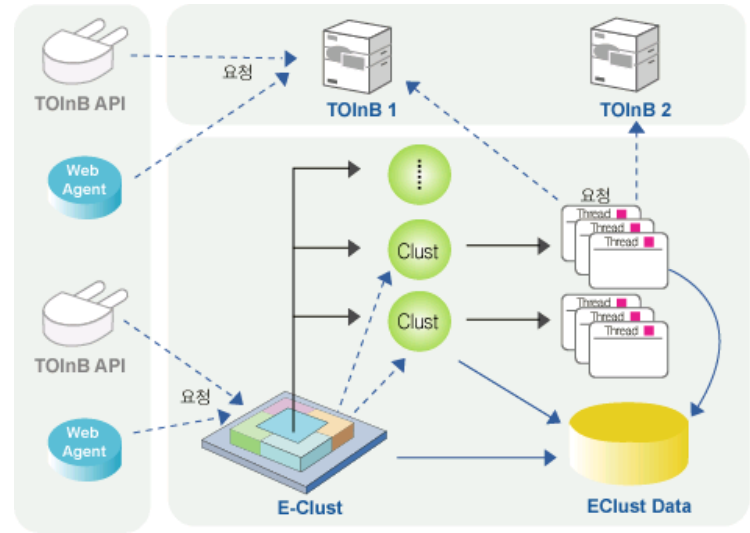 요청
TOInB API
TOInB 1
TOInB 2
Web
Agent
요청
Thread
Thread
Thread
Clust
Clust
Thread
Thread
Thread
TOInB API
요청
Web
Agent
E-Clust
EClust Data